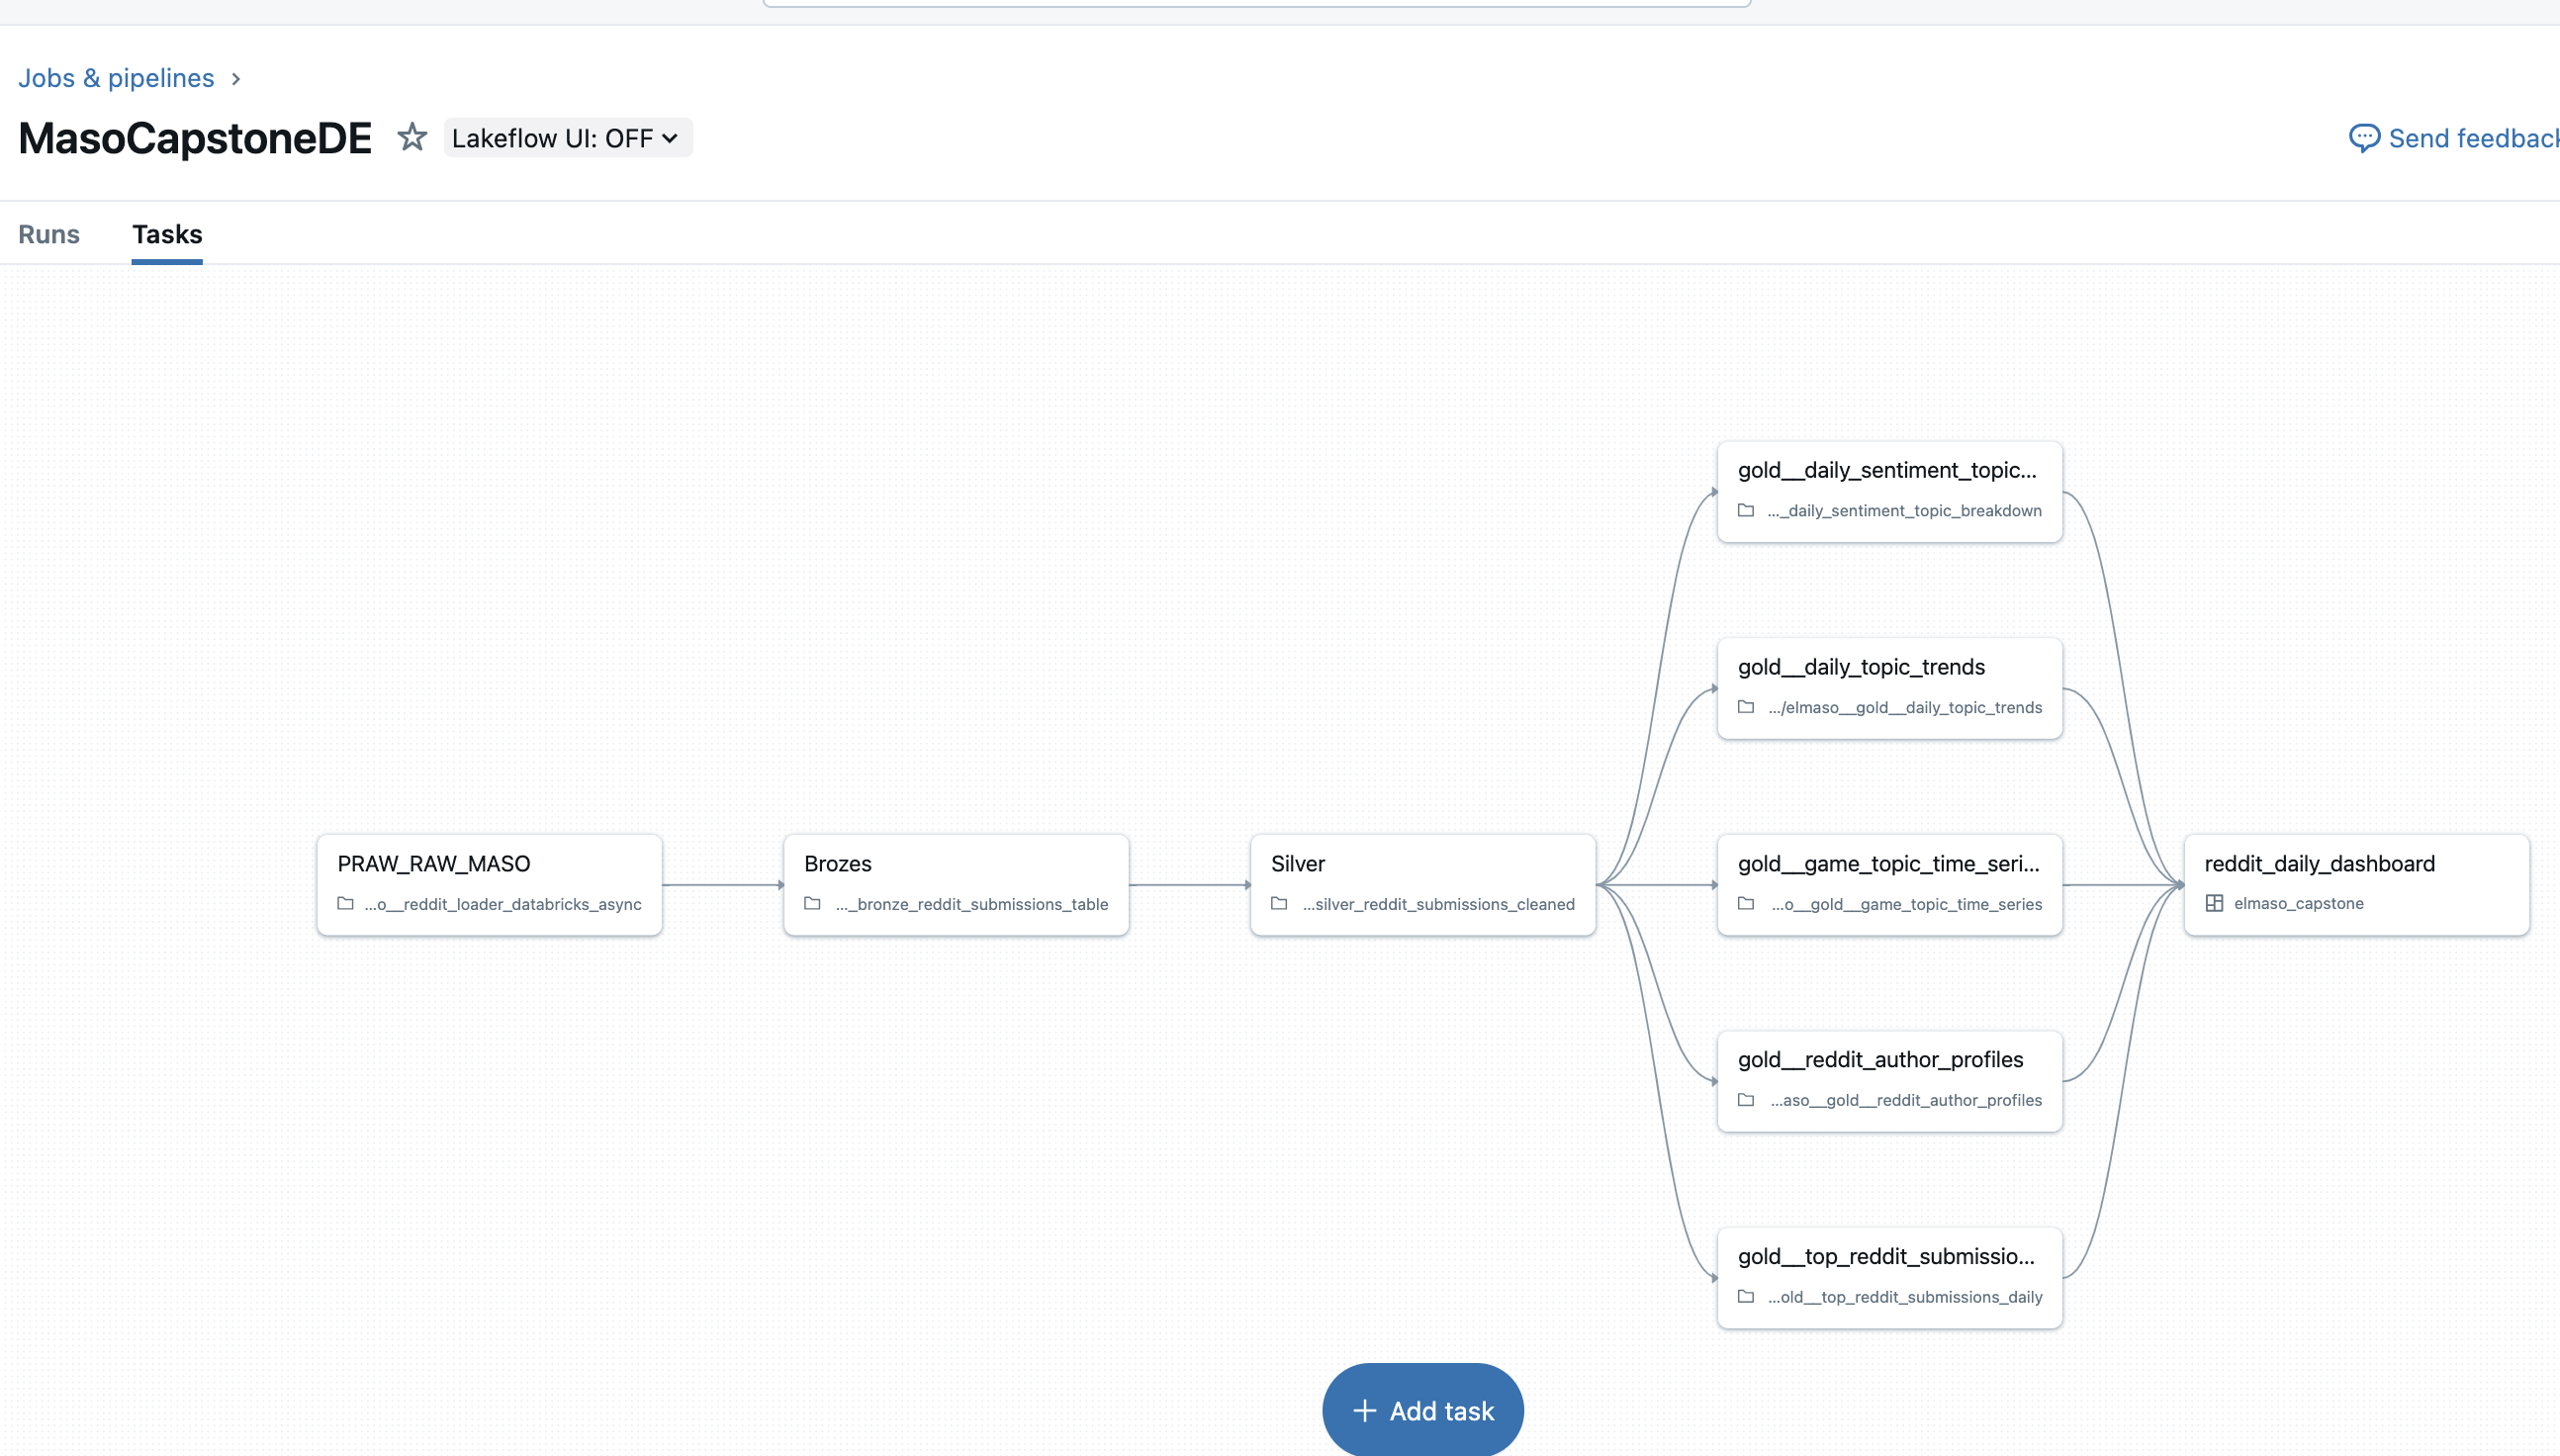 Jobs & pipelines
MasoCapstoneDE
Lakeflow UI: OFF
Send feedback
Runs
Tasks
gold__daily_sentiment_topic...
..._daily_sentiment_topic_breakdown
gold__daily_topic_trends
.../elmaso__gold__daily_topic_trends
PRAW_RAW_MASO
...o__reddit_loader_databricks_async
Brozes
..._bronze_reddit_submissions_table
Silver
...silver_reddit_submissions_cleaned
gold__game_topic_time_seri...
...o__gold__game_topic_time_series
reddit_daily_dashboard
elmaso_capstone
gold__reddit_author_profiles
...aso__gold__reddit_author_profiles
gold__top_reddit_submissio...
...old__top_reddit_submissions_daily
+ Add task